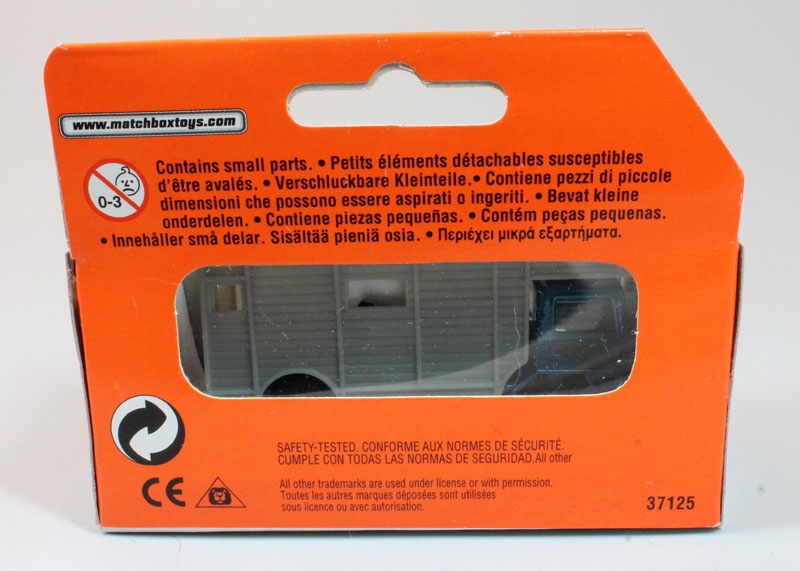 www.matchboxtoys.com
0-3
Contains small parts. • Petits éléments détachables susceptibles
d'être avalés. • Verschluckbare Kleinteile. • Contiene pezzi di piccole
dimensioni che possono essere aspirati o ingeriti. • Bevat kleine
onderdelen. • Contiene piezas pequeñas. • Contém peças pequenas.
• Innehåller små delar. Sisältää pieniä osia. • Περιέχει μικρά εξαρτήματα.
SAFETY-TESTED. CONFORME AUX NORMES DE SÉCURITÉ.
CUMPLE CON TODAS LAS NORMAS DE SEGURIDAD.All other
All other trademarks are used under license or with permission.
Toutes les autres marques déposées sont utilisées
sous licence ou avec autorisation.
CE
37125